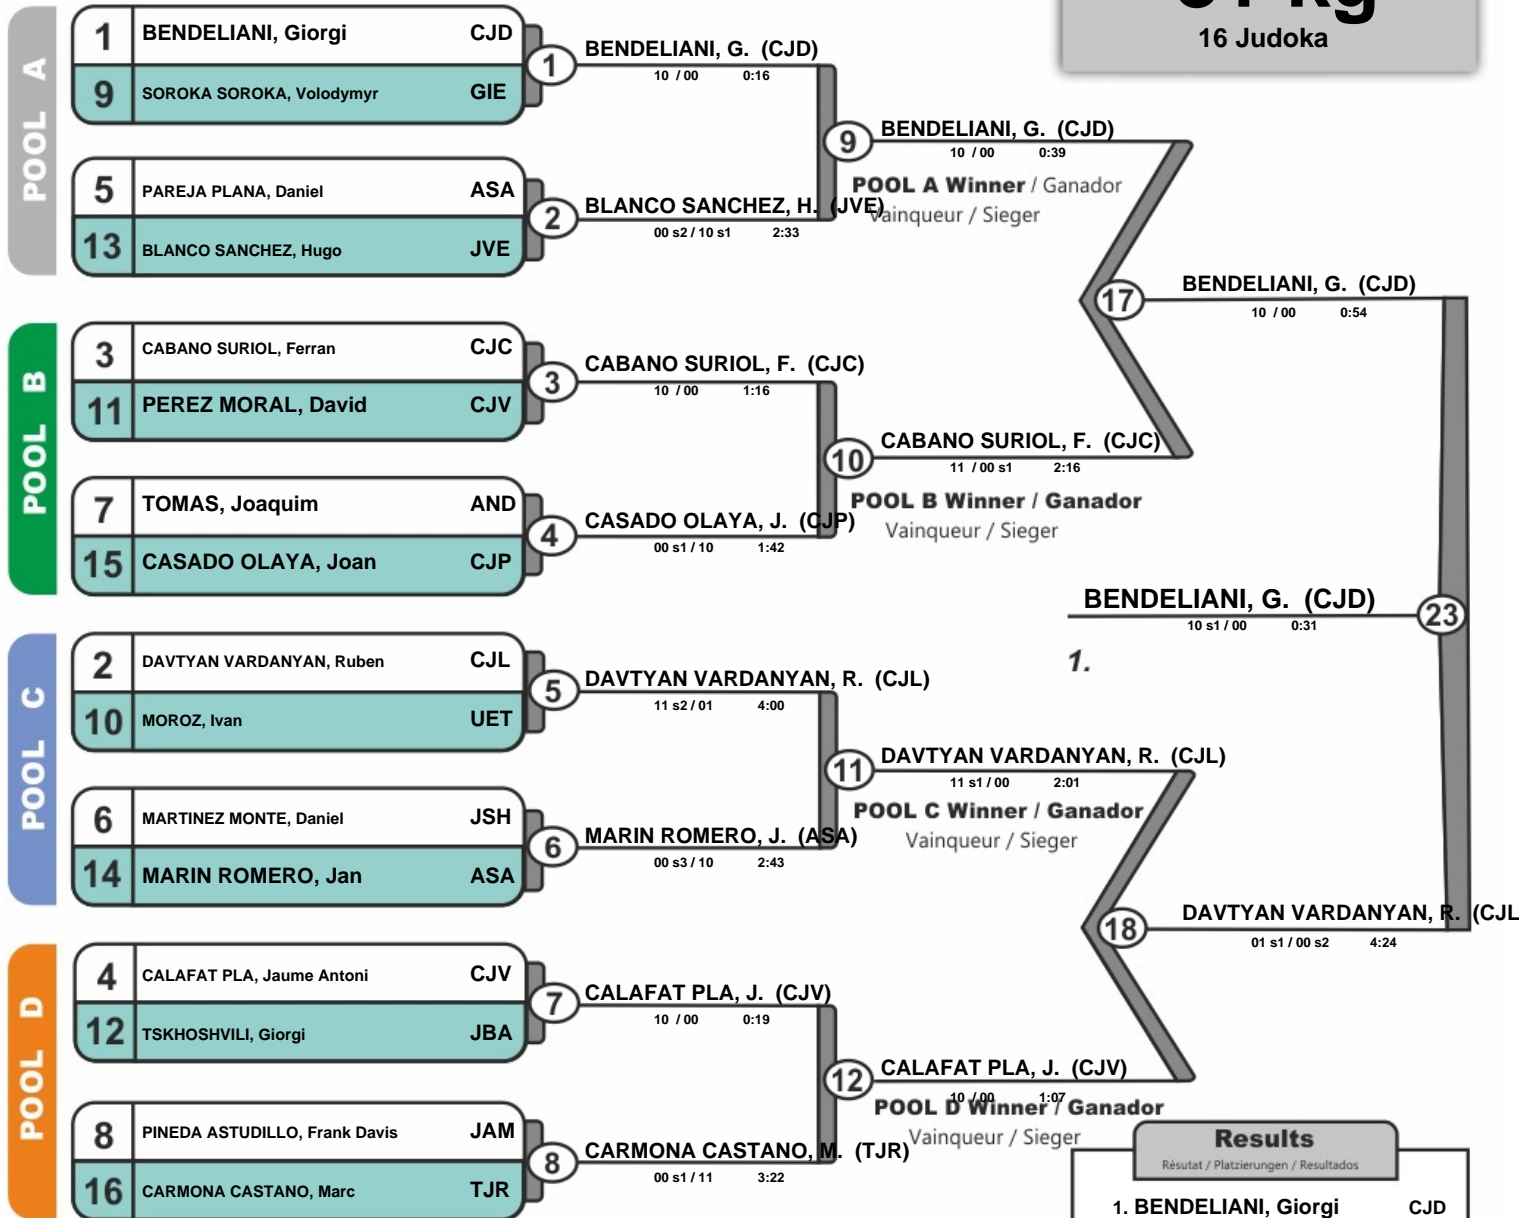 kg
16 Judoka
POOL A
1 BENDELIANI, Giorgi CJD
9 SOROKA SOROKA, Volodymyr GIE
1 BENDELIANI, G. (CJD)
10 / 00 0:16
5 PAREJA PLANA, Daniel ASA
13 BLANCO SANCHEZ, Hugo JVE
2 BLANCO SANCHEZ, H. (JVE)
00 s2 / 10 s1 2:33
9 BENDELIANI, G. (CJD)
10 / 00 0:39
POOL A Winner / Ganador
Vainqueur / Sieger
POOL B
3 CABANO SURIOL, Ferran CJC
11 PEREZ MORAL, David CJV
3 CABANO SURIOL, F. (CJC)
10 / 00 1:16
7 TOMAS, Joaquim AND
15 CASADO OLAYA, Joan CJP
4 CASADO OLAYA, J. (CJP)
00 s1 / 10 1:42
10 CABANO SURIOL, F. (CJC)
11 / 00 s1 2:16
POOL B Winner / Ganador
Vainqueur / Sieger
17 BENDELIANI, G. (CJD)
10 / 00 0:54
BENDELIANI, G. (CJD) 23
10 s1 / 00 0:31
1.
POOL C
2 DAVTYAN VARDANYAN, Ruben CJL
10 MOROZ, Ivan UET
5 DAVTYAN VARDANYAN, R. (CJL)
11 s2 / 01 4:00
6 MARTINEZ MONTE, Daniel JSH
14 MARIN ROMERO, Jan ASA
6 MARIN ROMERO, J. (ASA)
00 s3 / 10 2:43
11 DAVTYAN VARDANYAN, R. (CJL)
11 s1 / 00 2:01
POOL C Winner / Ganador
Vainqueur / Sieger
18 DAVTYAN VARDANYAN, R. (CJL
01 s1 / 00 s2 4:24
POOL D
4 CALAFAT PLA, Jaume Antoni CJV
12 TSKHOSHVILI, Giorgi JBA
7 CALAFAT PLA, J. (CJV)
10 / 00 0:19
8 PINEDA ASTUDILLO, Frank Davis JAM
16 CARMONA CASTANO, Marc TJR
8 CARMONA CASTANO, M. (TJR)
00 s1 / 11 3:22
12 CALAFAT PLA, J. (CJV)
10 / 00 1:07
POOL D Winner / Ganador
Vainqueur / Sieger
Results
Résutat / Platzierungen / Resultados
1. BENDELIANI, Giorgi CJD